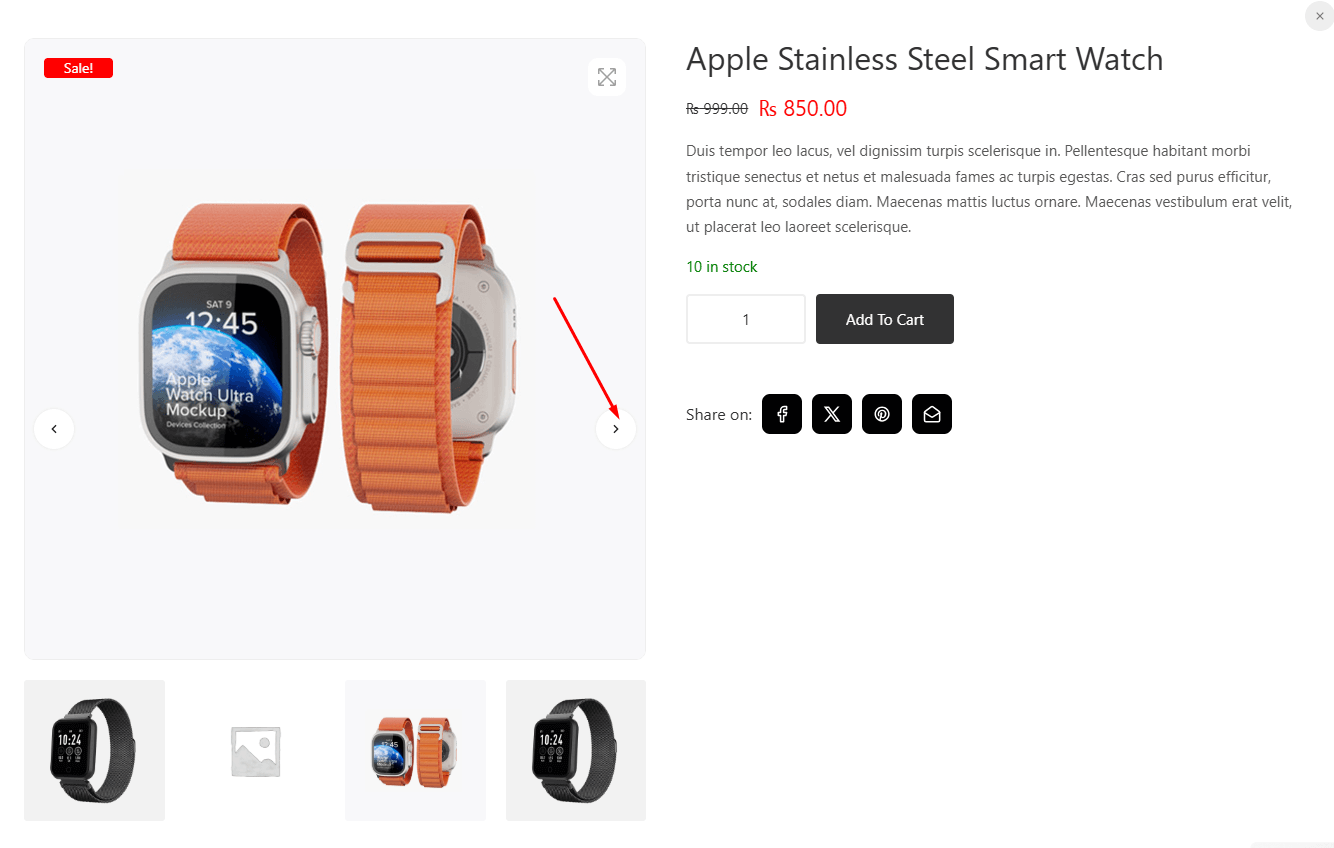 Sale!
SAT 9
12:45
Apple
Watch Ultra
Mockup
Devices Collection
Apple Stainless Steel Smart Watch
₨ 999.00 ₨ 850.00
Duis tempor leo lacus, vel dignissim turpis scelerisque in. Pellentesque habitant morbi
tristique senectus et netus et malesuada fames ac turpis egestas. Cras sed purus efficitur,
porta nunc at, sodales diam. Maecenas mattis luctus ornare. Maecenas vestibulum erat velit,
ut placerat leo laoreet scelerisque.
10 in stock
1
Add To Cart
Share on:
10:24
10:24